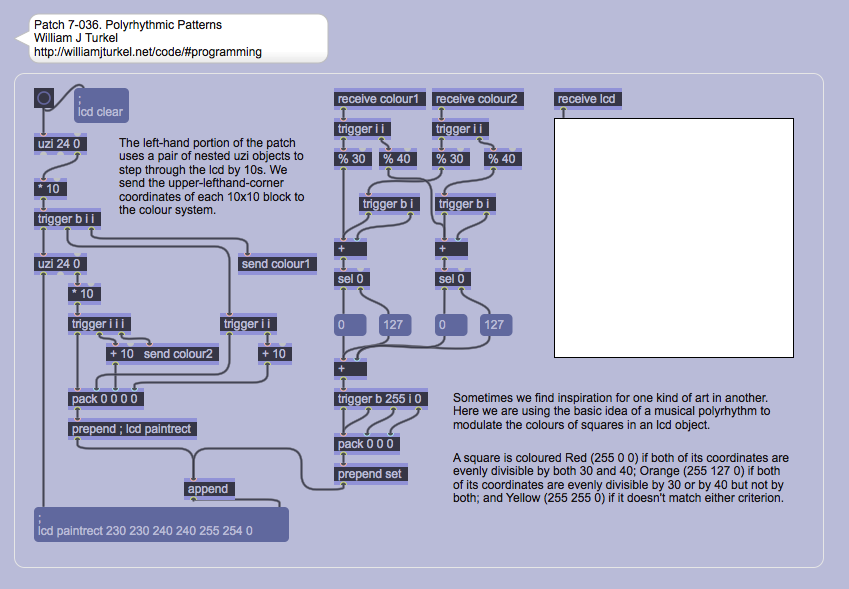 Patch 7-036. Polyrhythmic Patterns
William J Turkel
http://williamjturkel.net/code/#programming
;
lcd clear
uzi 24 0
The left-hand portion of the patch
uses a pair of nested uzi objects to
step through the lcd by 10s. We
send the upper-lefthand-corner
coordinates of each 10x10 block to
the colour system.
* 10
trigger b i i
uzi 24 0
send colour1
* 10
trigger i i i
trigger i i
+ 10
send colour2
+ 10
pack 0 0 0 0
prepend ; lcd paintrect
append
;
lcd paintrect 230 230 240 240 255 254 0
receive colour1
receive colour2
trigger i i
trigger i i
% 30
% 40
% 30
% 40
trigger b i
trigger b i
+
+
sel 0
sel 0
0
127
0
127
+
trigger b 255 i 0
pack 0 0 0
prepend set
receive lcd
Sometimes we find inspiration for one kind of art in another.
Here we are using the basic idea of a musical polyrhythm to
modulate the colours of squares in an lcd object.
A square is coloured Red (255 0 0) if both of its coordinates are
evenly divisible by both 30 and 40; Orange (255 127 0) if both
of its coordinates are evenly divisible by 30 or by 40 but not by
both; and Yellow (255 255 0) if it doesn't match either criterion.